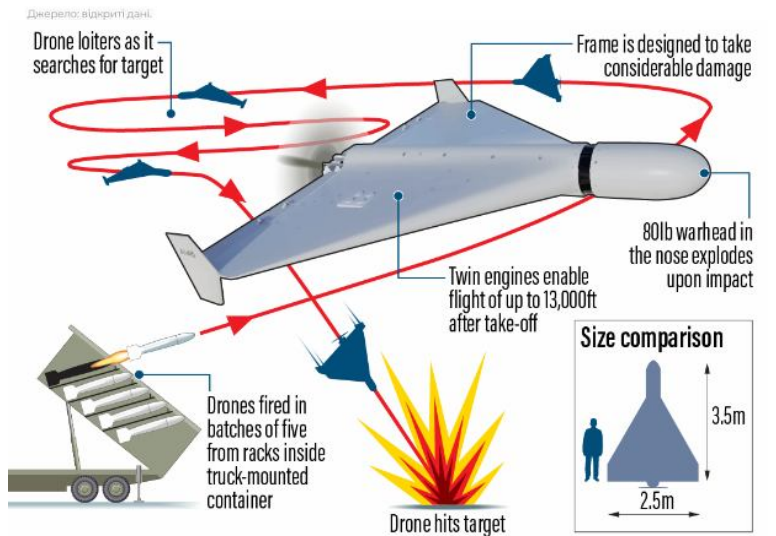 Джерело: відкриті дані.
Drone loiters as it
searches for target
Frame is designed to take
considerable damage
80lb warhead in
the nose explodes
upon impact
Twin engines enable
flight of up to 13,000ft
after take-off
Drones fired in
batches of five
from racks inside
truck-mounted
container
Drone hits target
Size comparison
3.5m
2.5m